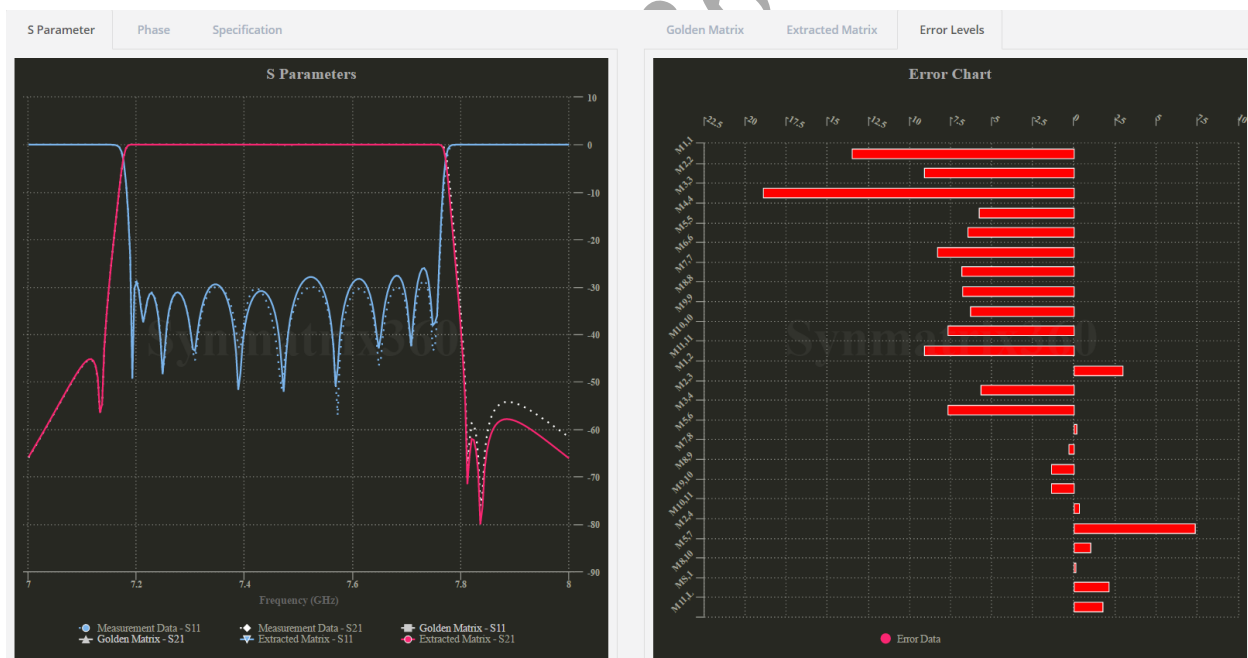 S Parameter Phase Specification
Golden Matrix Extracted Matrix Error Levels
S Parameters
10
0
-10
-20
-30
-40
-50
-60
-70
-80
-90
7 7.2 7.4 7.6 7.8 8
Frequency (GHz)
Synmatrix360
Measurement Data - S11 Measurement Data - S21 Golden Matrix - S11
Golden Matrix - S21 Extracted Matrix - S11 Extracted Matrix - S21
Error Chart
-22.5 -20 -17.5 -15 -12.5 -10 -7.5 -5 -2.5 0 2.5 5 7.5 10
M1,1
M2,2
M3,3
M4,4
M5,5
M6,6
M7,7
M8,8
M9,9
M10,10
M11,11
M1,2
M2,3
M3,4
M5,6
M7,8
M8,9
M9,10
M10,11
M2,4
M5,7
M8,10
MS,1
M11,L
Synmatrix360
Error Data